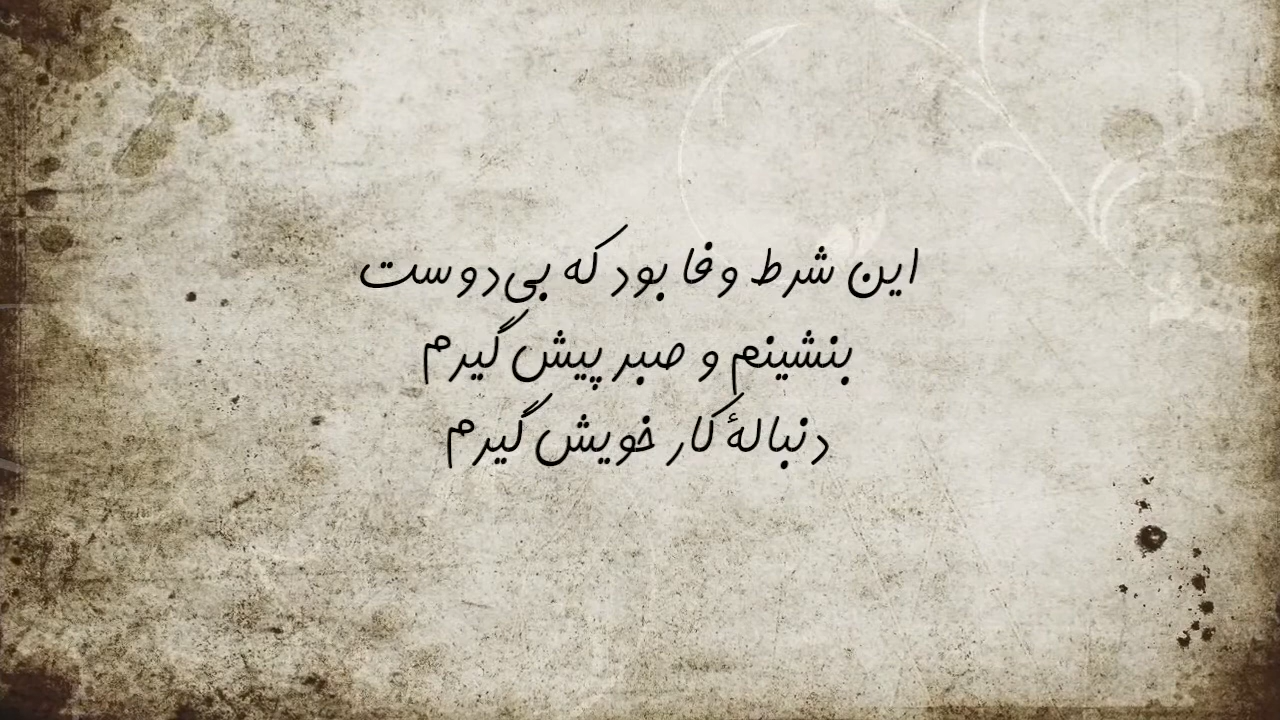 این شرط وفا بود که بی‌دوست
بنشینم و صبر پیش گیرم
دنبالهٔ کار خویش گیرم